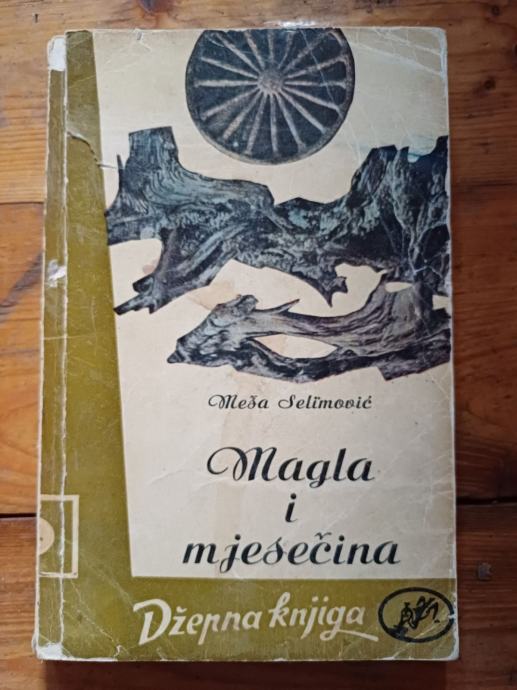 Meša Selimović
Magla
i
mjesečina
Džepna knjiga